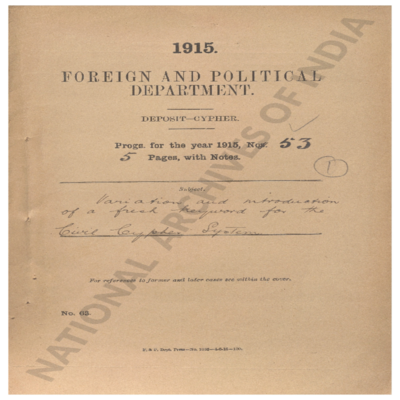 1915.
FOREIGN AND POLITICAL
DEPARTMENT.
DEPOSIT—CYPHER.
Progs. for the year 1915, Nos. 53
5 Pages, with Notes.
1
Subject.
Variation and introduction
of a fresh keyword for the
Curl Cypher System
For references to former and later cases see within the cover.
No. 63
NATIONAL ARCHIVES OF INDIA